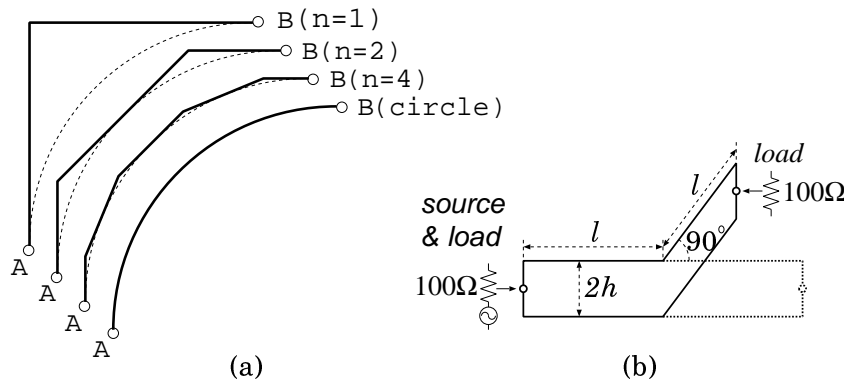 B(n=1)
B(n=2)
B(n=4)
B(circle)
A
A
A
A
(a)
source
& load
100Ω
l
2h
l
90°
load
100Ω
(b)